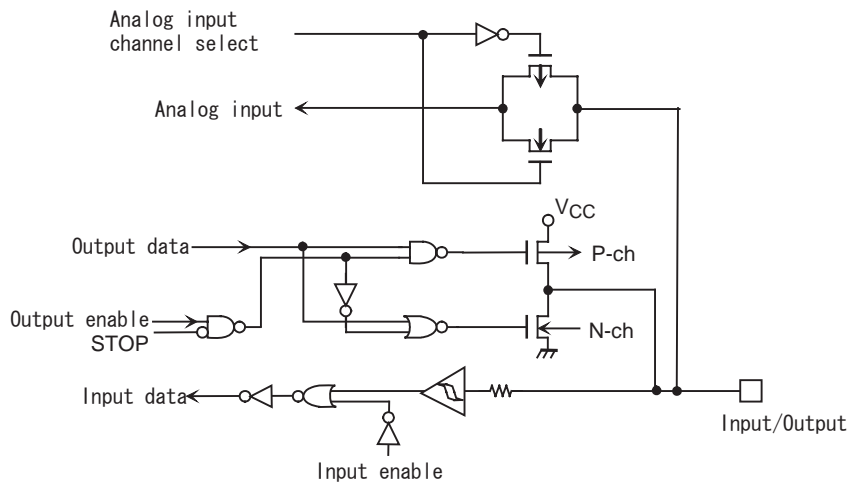 Analog input
channel select
Analog input
VCC
Output data
P-ch
Output enable
STOP
N-ch
Input data
Input/Output
Input enable